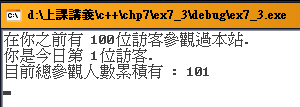 d:\上課講義\c++\chp7\ex7_3\debug\ex7_3.exe
在你之前有 100位訪客參觀過本站.
你是今日第 1位訪客.
目前總參觀人數累積有 : 101